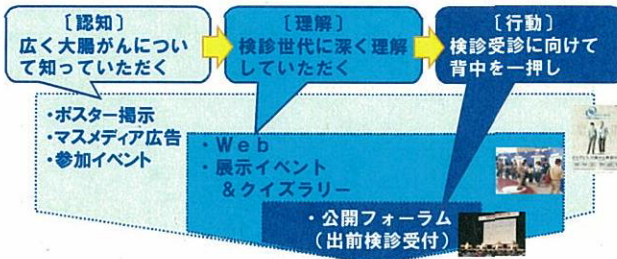 ［認知］
広く大腸がんについ
て知っていただく
［理解］
検診世代に深く理解
していただく
［行動］
検診受診に向けて
背中を一押し
・ポスター掲示
・マスメディア広告
・参加イベント
・Ｗｅｂ
・展示イベント
＆クイズラリー
・公開フォーラム
（出前検診受付）